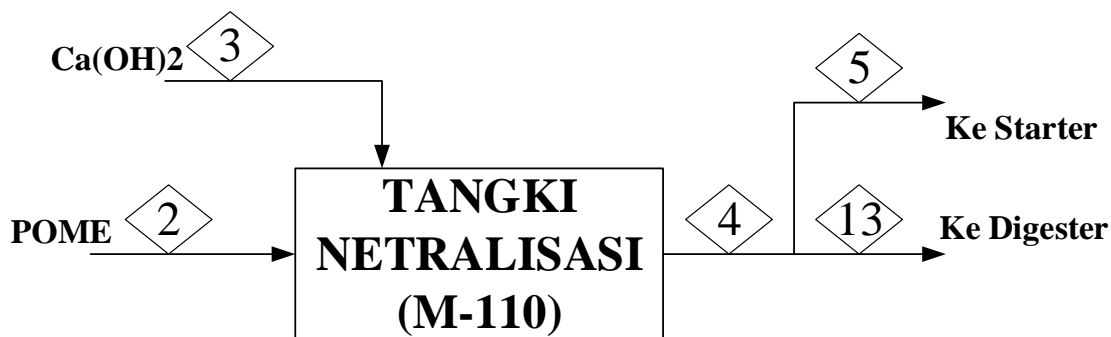 Ca(OH)2
3
5
Ke Starter
POME
2
TANGKI
NETRALISASI
(M-110)
4
13
Ke Digester